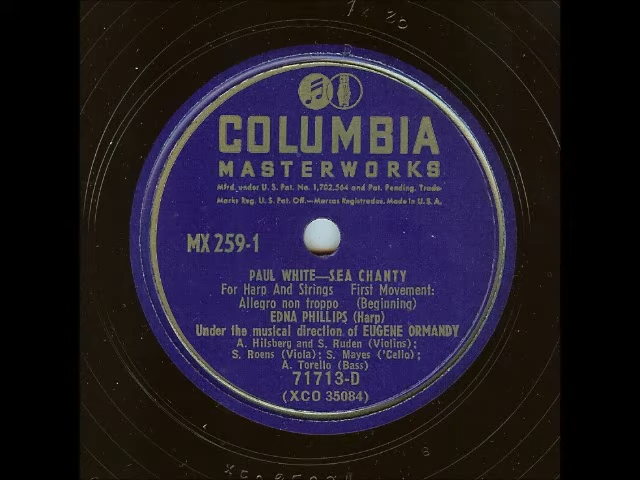 COLUMBIA
MASTERWORKS
Mfrd. under U. S. Pat. No. 1,702,564 and Pat. Pending. Trade-
Marks Reg. U. S. Pat. Off.—Marcas Registradas. Made in U. S. A.
MX 259-1
PAUL WHITE—SEA CHANTY
For Harp And Strings First Movement:
Allegro non troppo (Beginning)
EDNA PHILLIPS (Harp)
Under the musical direction of EUGENE ORMANDY
A. Hilsberg and S. Ruden (Violins);
S. Roens (Viola); S. Mayes ('Cello);
A. Torello (Bass)
71713-D
(XCO 35084)